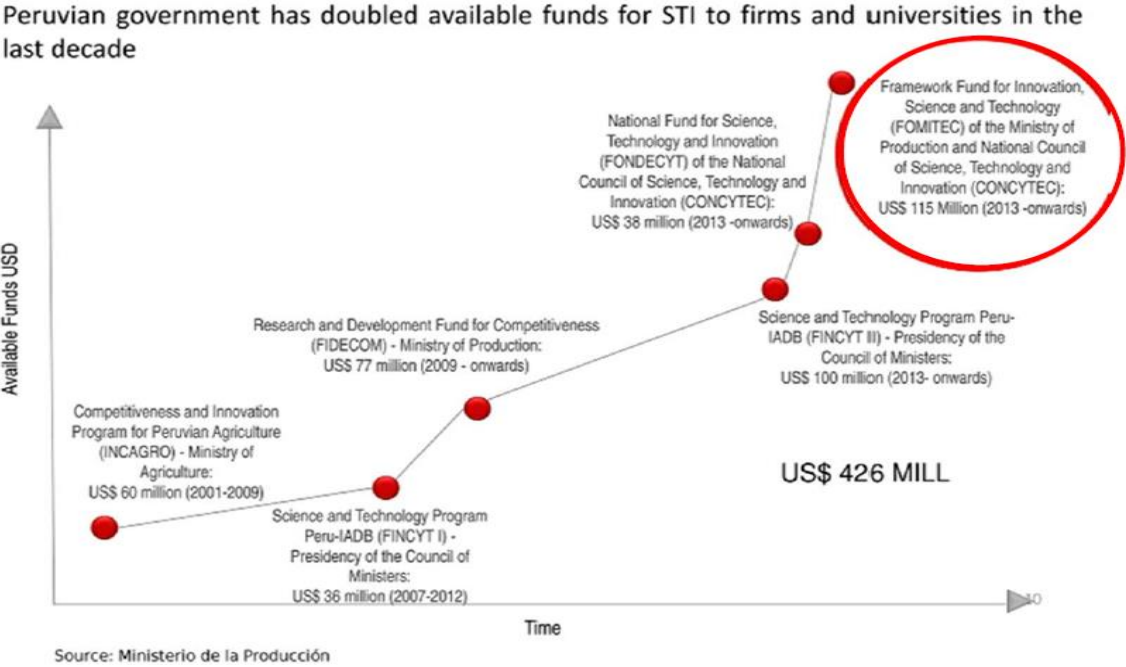 Peruvian government has doubled available funds for STI to firms and universities in the
last decade
Framework Fund for Innovation,
Science and Technology
(FOMITEC) of the Ministry of
Production and National Council
of Science, Technology and
Innovation (CONCYTEC):
US$ 115 Million (2013 -onwards)
National Fund for Science,
Technology and Innovation
(FONDECYT) of the National
Council of Science, Technology and
Innovation (CONCYTEC):
US$ 38 million (2013 -onwards)
Available Funds USD
Research and Development Fund for Competitiveness
(FIDECOM) - Ministry of Production:
US$ 77 million (2009 - onwards)
Science and Technology Program Peru-
IADB (FINCYT II) - Presidency of the
Council of Ministers:
US$ 100 million (2013- onwards)
Competitiveness and Innovation
Program for Peruvian Agriculture
(INCAGRO) - Ministry of
Agriculture:
US$ 60 million (2001-2009)
US$ 426 MILL
Science and Technology Program
Peru-IADB (FINCYT I) -
Presidency of the Council of
Ministers:
US$ 36 million (2007-2012)
10
Time
Source: Ministerio de la Producción